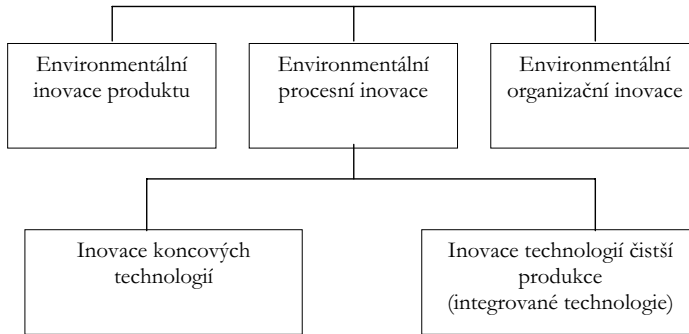 Environmentální
inovace produktu
Environmentální
procesní inovace
Environmentální
organizační inovace
Inovace koncových
technologií
Inovace technologií čistší
produkce
(integrované technologie)